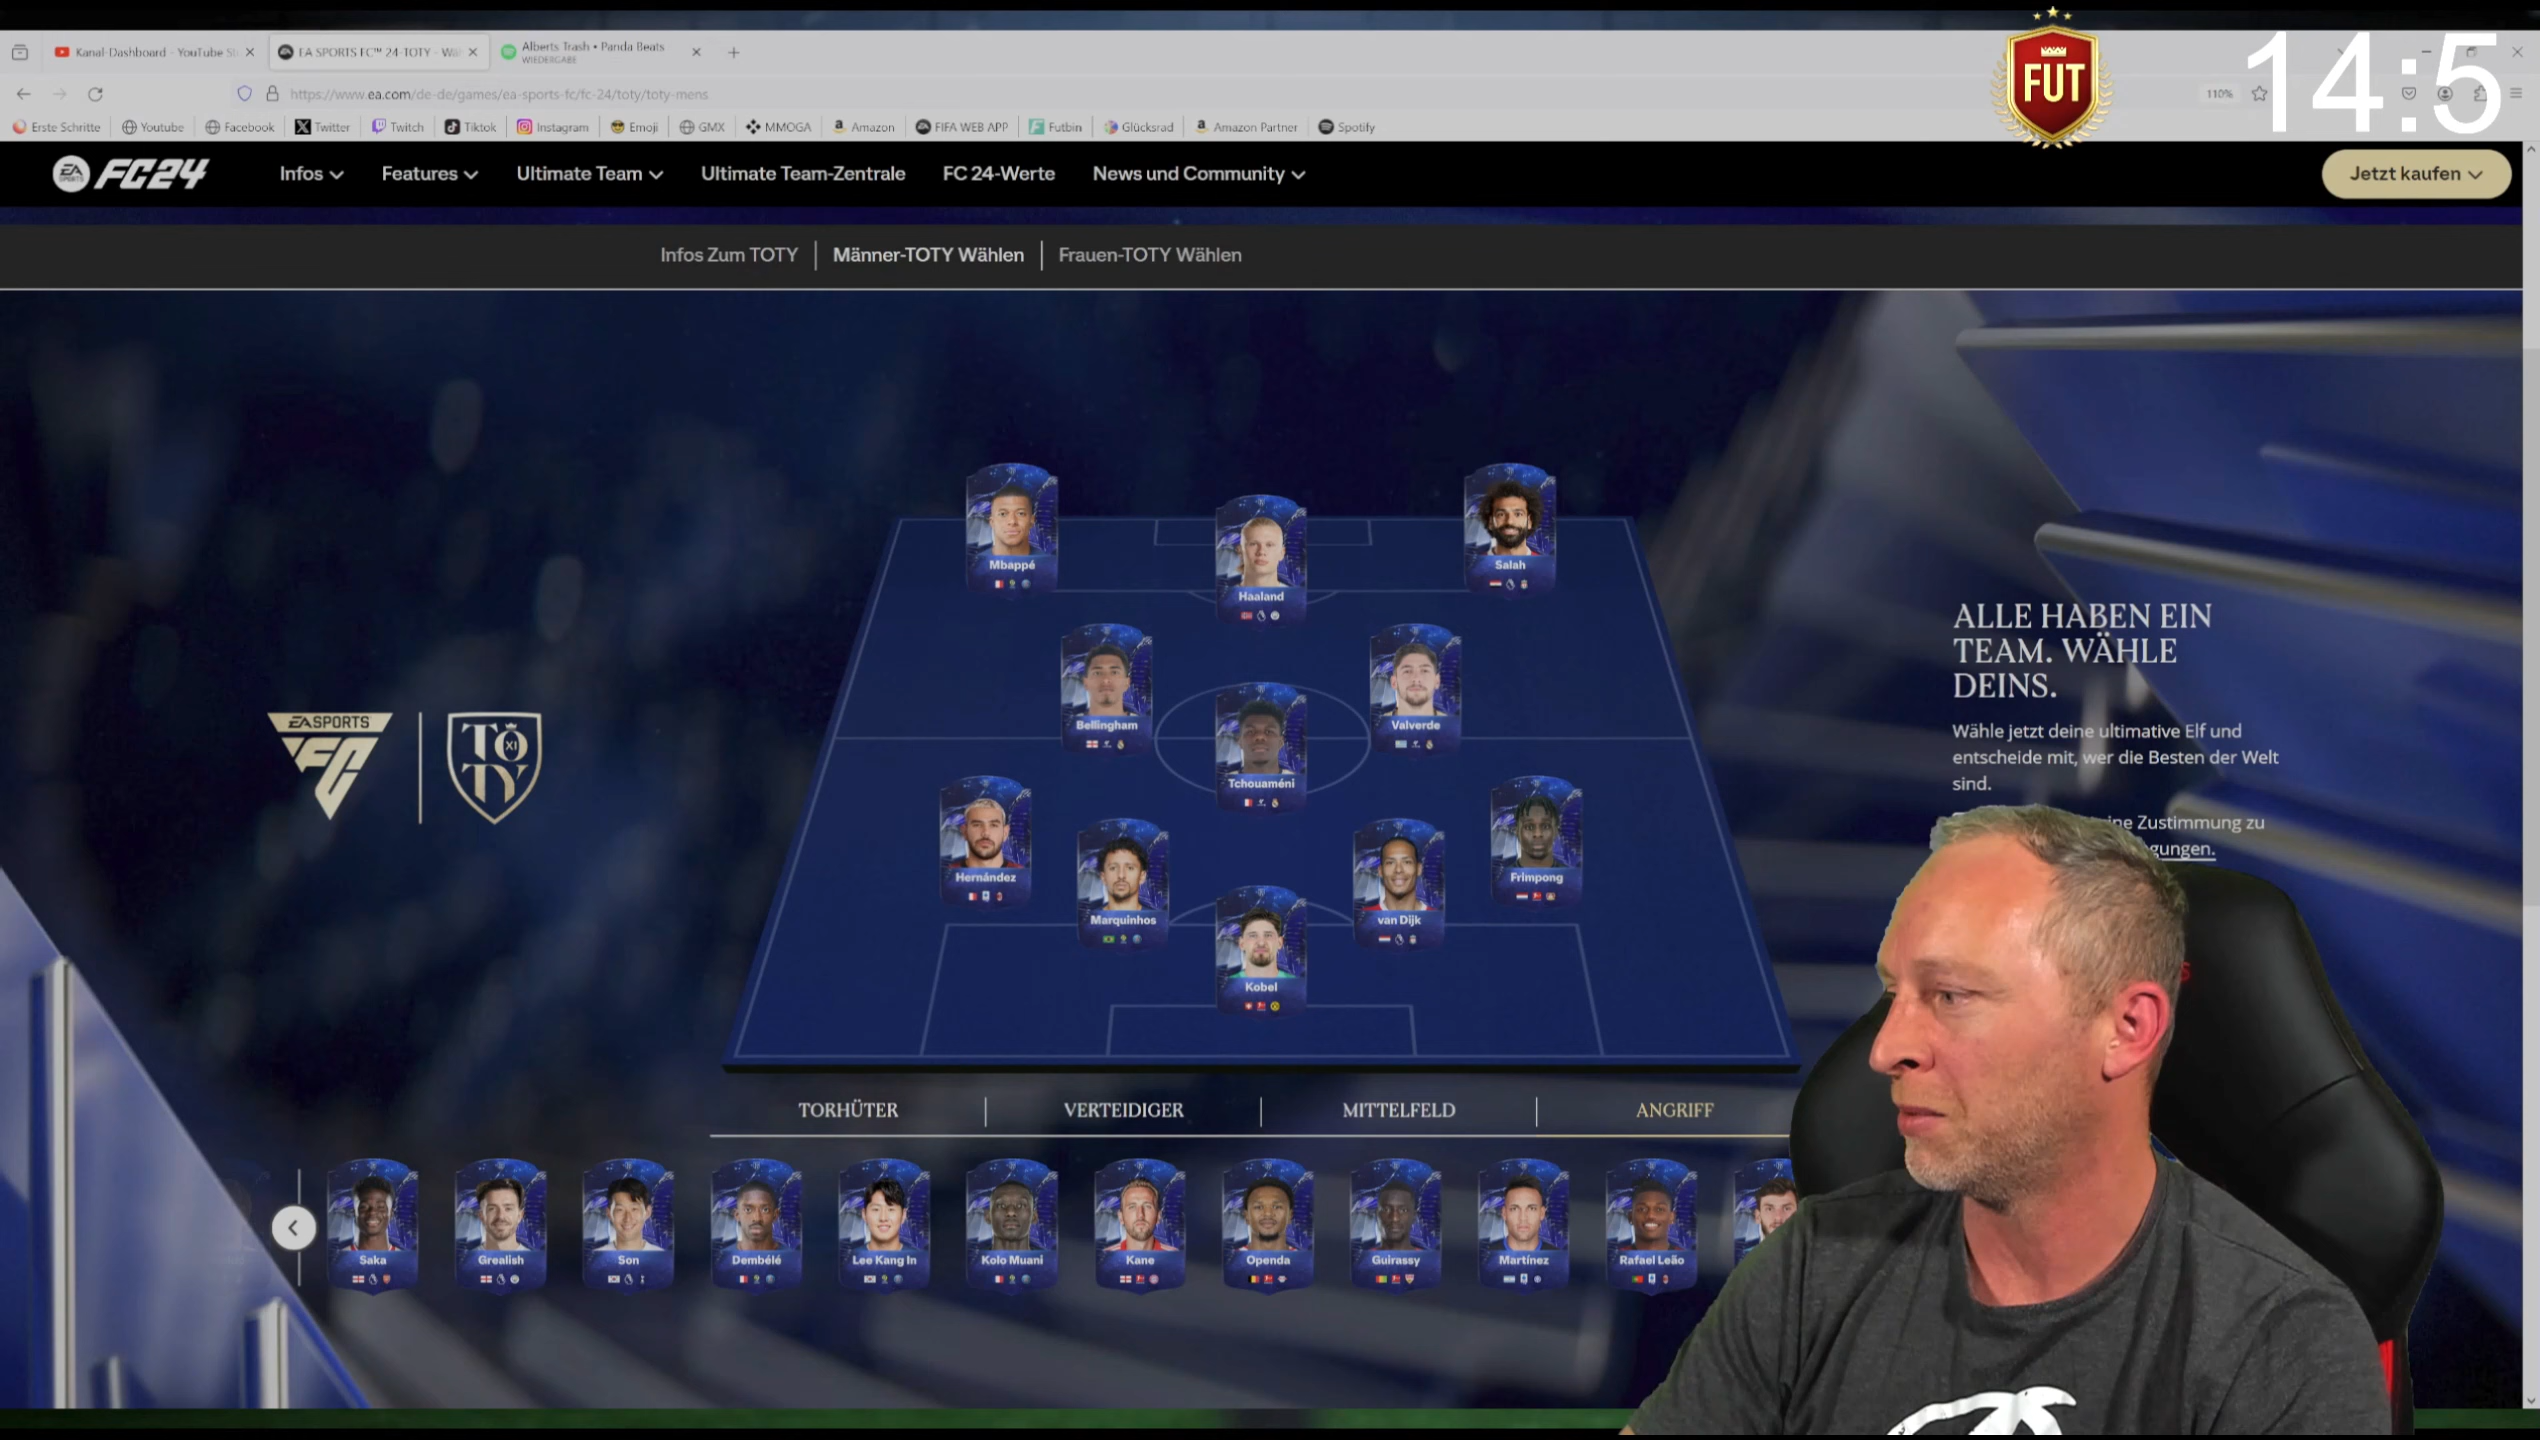 Kanal-Dashboard - YouTube St
EA SPORTS FC™ 24-TOTY - Wä
Alberts Trash • Panda Beats
WIEDERGABE
FUT
14:5
https://www.ea.com/de-de/games/ea-sports-fc/fc-24/toty/toty-mens
110%
Erste Schritte
Youtube
Facebook
Twitter
Twitch
Tiktok
Instagram
Emoji
GMX
MMOGA
Amazon
FIFA WEB APP
Futbin
Glücksrad
Amazon Partner
Spotify
EA SPORTS FC24
Infos
Features
Ultimate Team
Ultimate Team-Zentrale
FC 24-Werte
News und Community
Jetzt kaufen
Infos Zum TOTY
Männer-TOTY Wählen
Frauen-TOTY Wählen
Mbappé
Haaland
Salah
Bellingham
Valverde
Tchouaméni
Hernández
Frimpong
Marquinhos
van Dijk
Kobel
EA SPORTS
FC
TOTY
XI
ALLE HABEN EIN
TEAM. WÄHLE
DEINS.
Wähle jetzt deine ultimative Elf und
entscheide mit, wer die Besten der Welt
sind.
ine Zustimmung zu
gungen.
TORHÜTER
VERTEIDIGER
MITTELFELD
ANGRIFF
Saka
Grealish
Son
Dembélé
Lee Kang In
Kolo Muani
Kane
Openda
Guirassy
Martínez
Rafael Leão